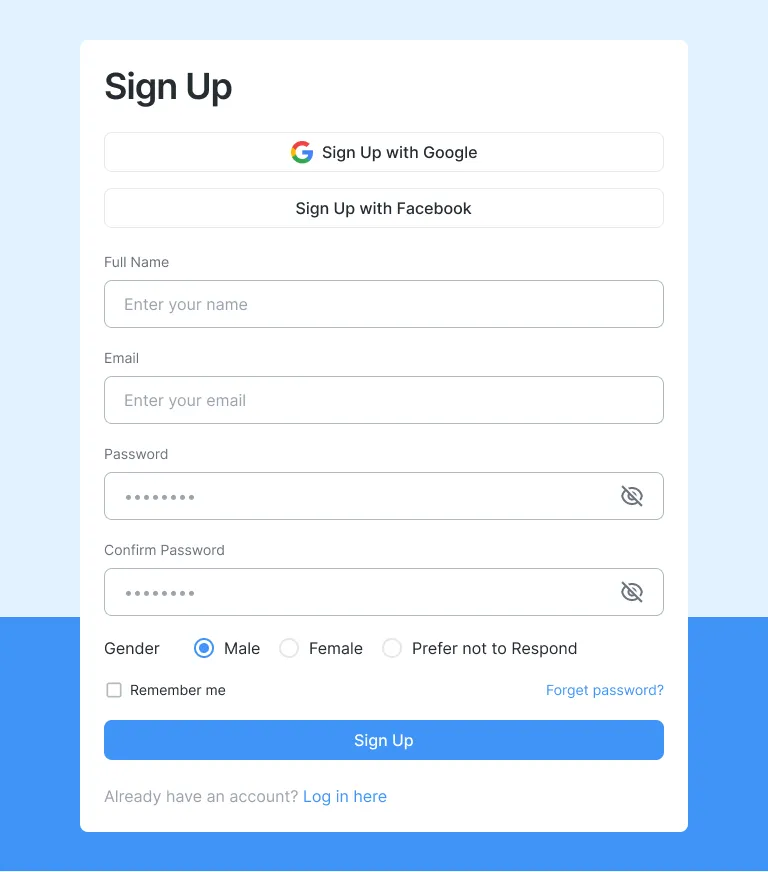 Sign Up
Sign Up with Google
Sign Up with Facebook
Full Name
Enter your name
Email
Enter your email
Password
••••••••
Confirm Password
••••••••
Gender Male Female Prefer not to Respond
Remember me Forget password?
Sign Up
Already have an account? Log in here